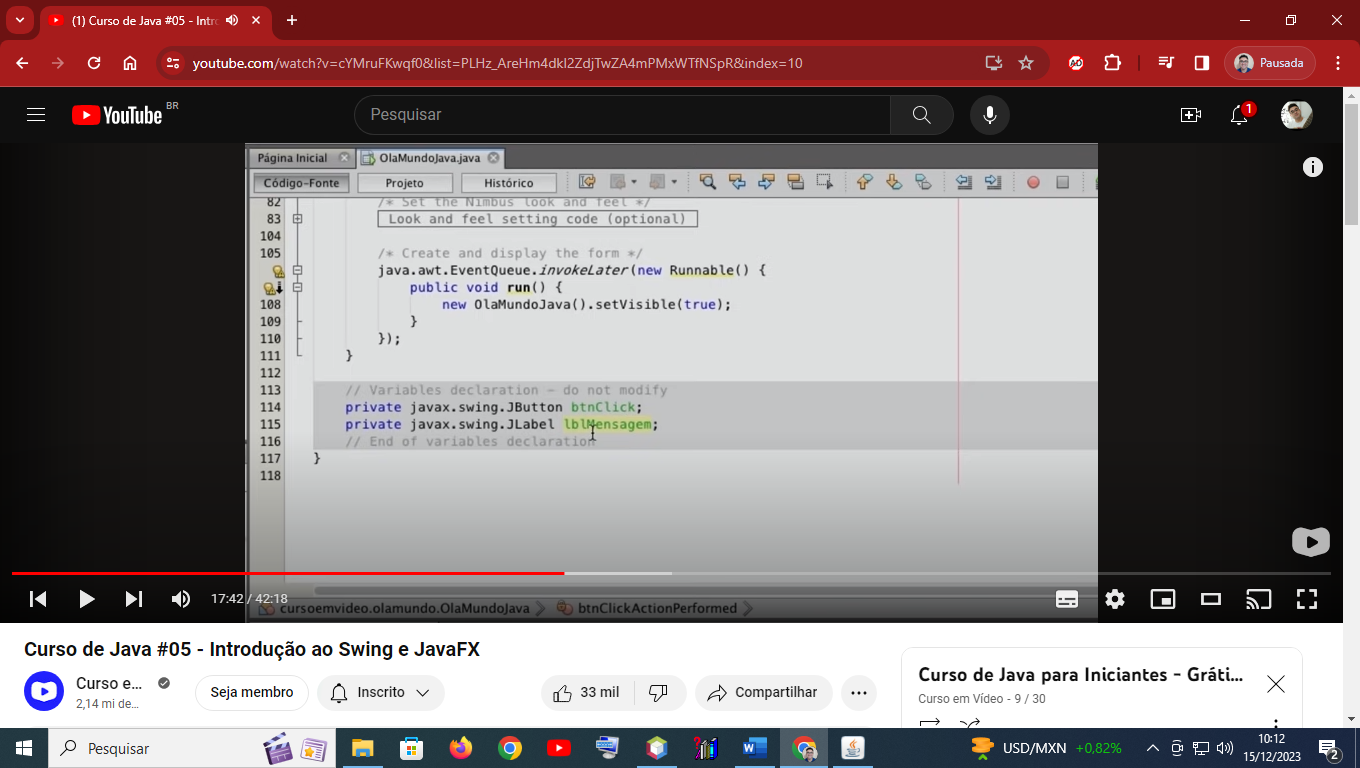 (1) Curso de Java #05 - Intro
youtube.com/watch?v=cYMruFKwqf0&list=PLHz_AreHm4dkI2ZdjTwZA4mPMxWTfNSpR&index=10
Pausada
YouTube BR
Pesquisar
1
Página Inicial
OlaMundoJava.java
Código-Fonte Projeto Histórico
82 /* Set the Nimbus look and feel */
83 Look and feel setting code (optional)
104
105 /* Create and display the form */
java.awt.EventQueue.invokeLater(new Runnable() {
public void run() {
108 new OlaMundoJava().setVisible(true);
109 }
110 });
111 }
112
113 // Variables declaration - do not modify
114 private javax.swing.JButton btnClick;
115 private javax.swing.JLabel lblMensagem;
116 // End of variables declaration
117 }
118
cursoemvideo.olamundo.OlaMundoJava btnClickActionPerformed
17:42 / 42:18
Curso de Java #05 - Introdução ao Swing e JavaFX
Curso e...
2,14 mi de...
Seja membro
Inscrito
33 mil
Compartilhar
Curso de Java para Iniciantes - Gráti...
Curso em Vídeo - 9 / 30
Pesquisar
USD/MXN +0,82%
10:12
15/12/2023
2